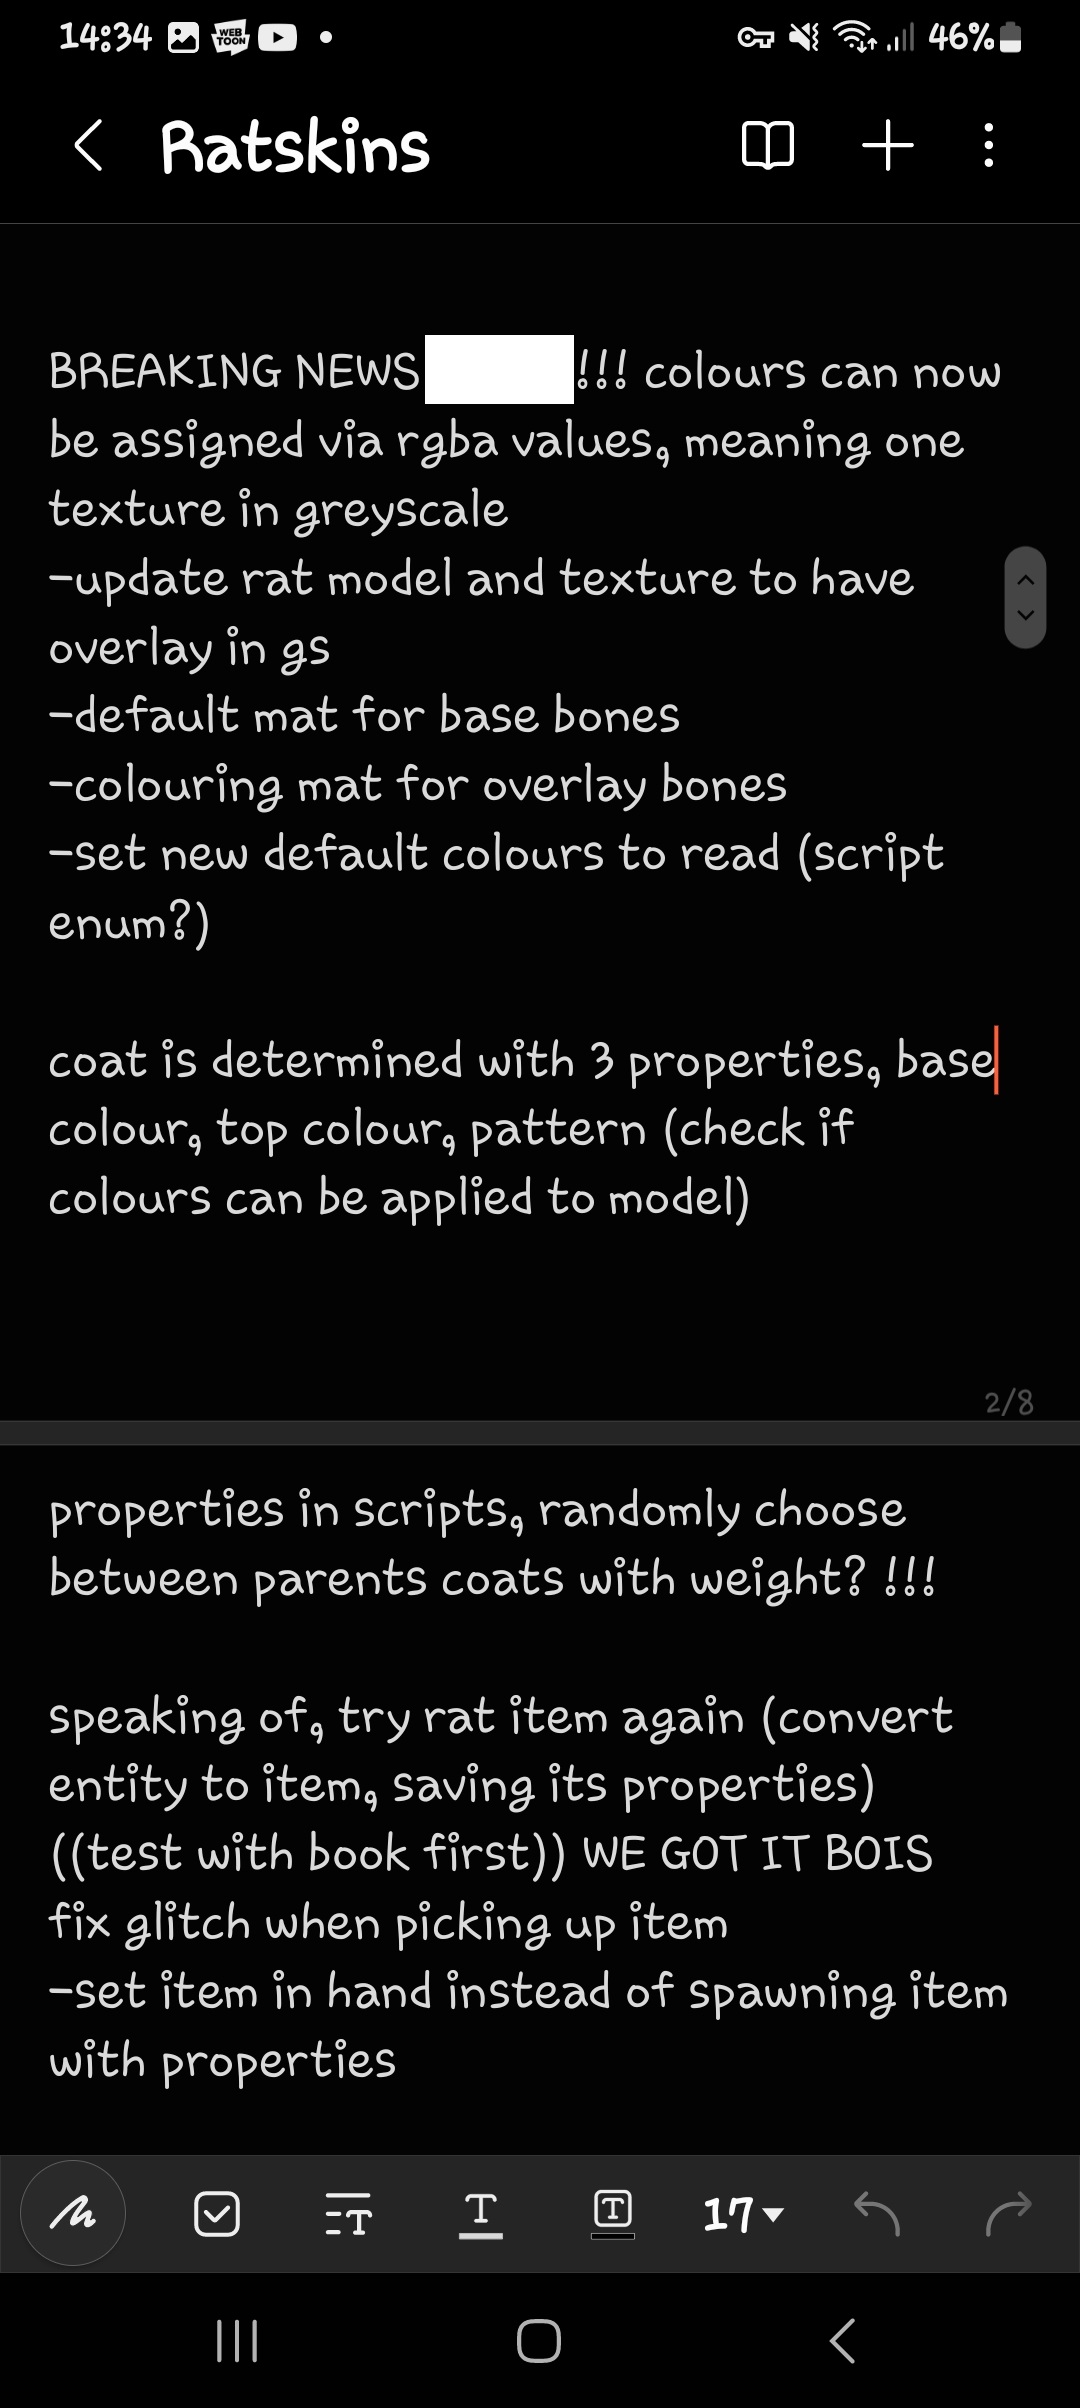 14:34 WEB TOON 46%
Ratskins
BREAKING NEWS !!! colours can now
be assigned via rgba values, meaning one
texture in greyscale
-update rat model and texture to have
overlay in gs
-default mat for base bones
-colouring mat for overlay bones
-set new default colours to read (script
enum?)
coat is determined with 3 properties, base
colour, top colour, pattern (check if
colours can be applied to model)
2/8
properties in scripts, randomly choose
between parents coats with weight? !!!
speaking of, try rat item again (convert
entity to item, saving its properties)
((test with book first)) WE GOT IT BOIS
fix glitch when picking up item
-set item in hand instead of spawning item
with properties
T T T 17